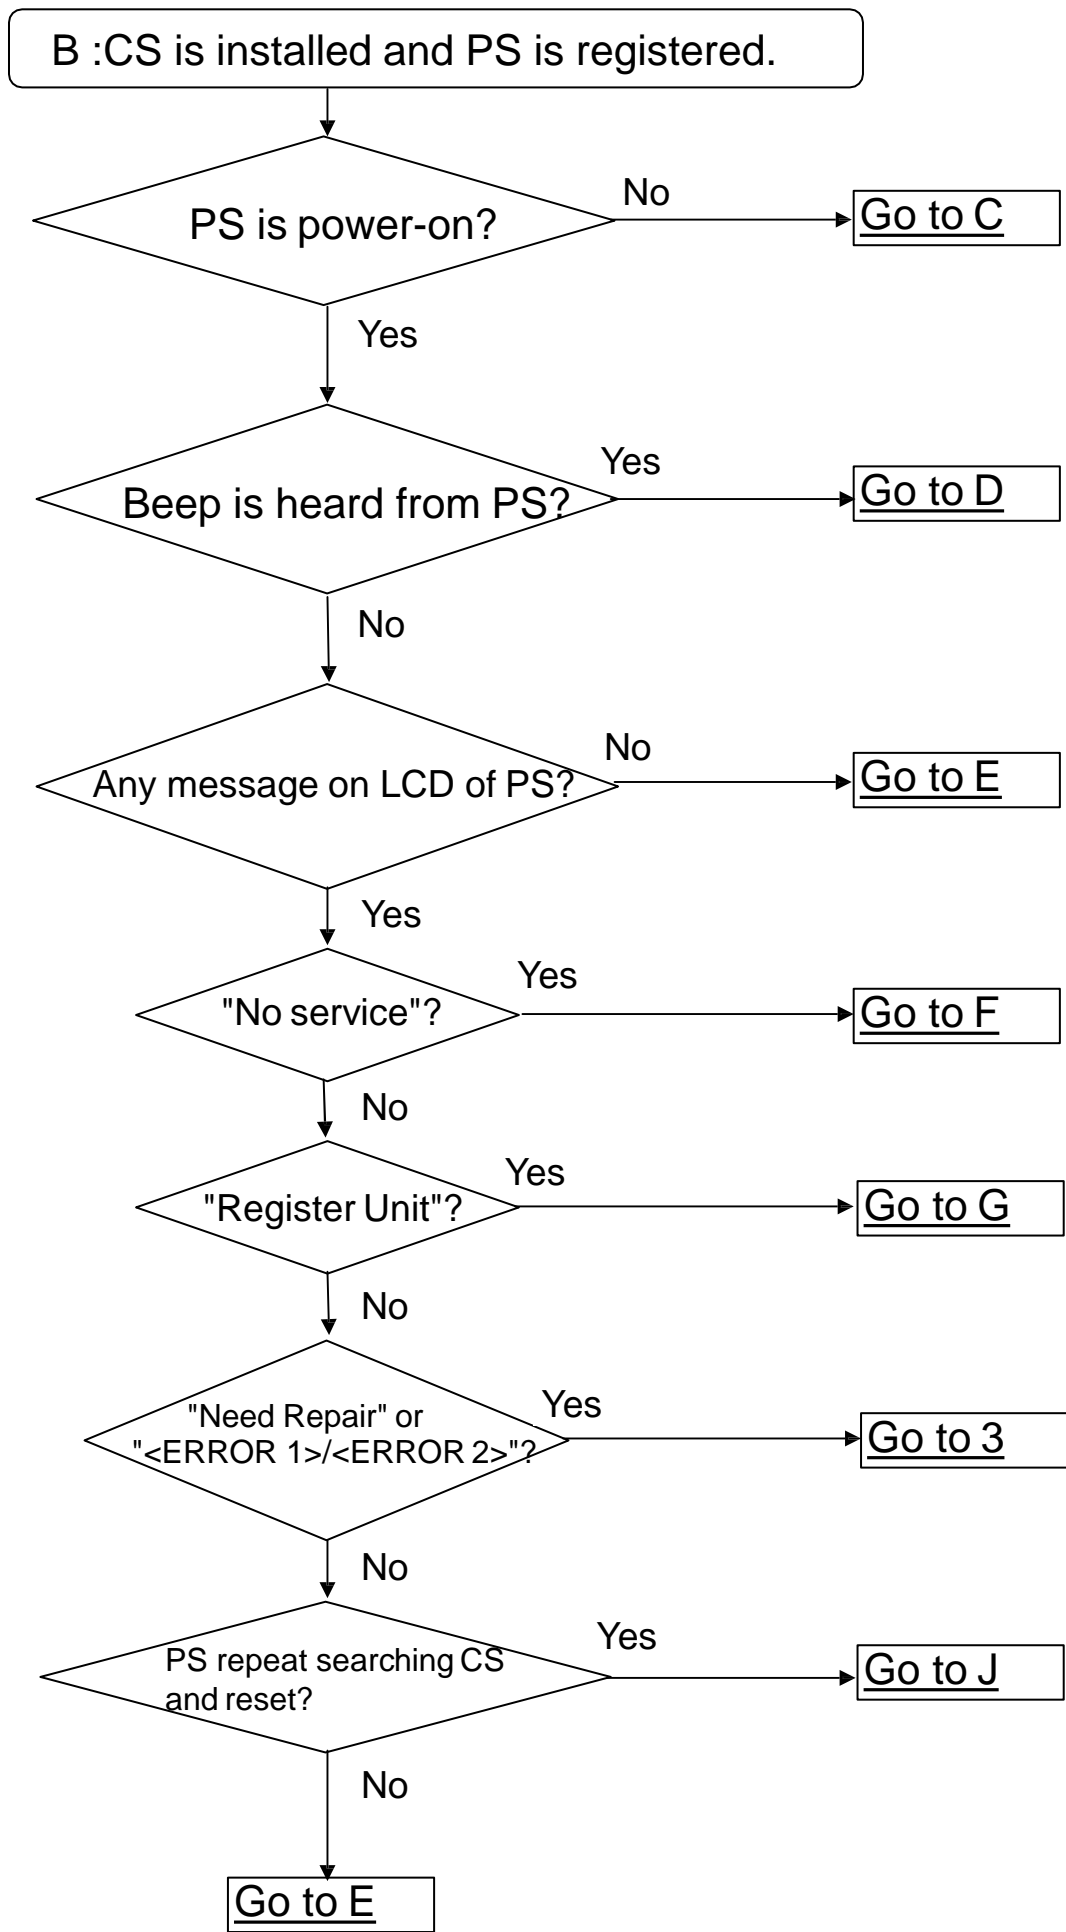 B :CS is installed and PS is registered.
PS is power-on?
No
Go to C
Yes
Beep is heard from PS?
Yes
Go to D
No
Any message on LCD of PS?
No
Go to E
Yes
"No service"?
Yes
Go to F
No
"Register Unit"?
Yes
Go to G
No
"Need Repair" or
"<ERROR 1>/<ERROR 2>"?
Yes
Go to 3
No
PS repeat searching CS
and reset?
Yes
Go to J
No
Go to E